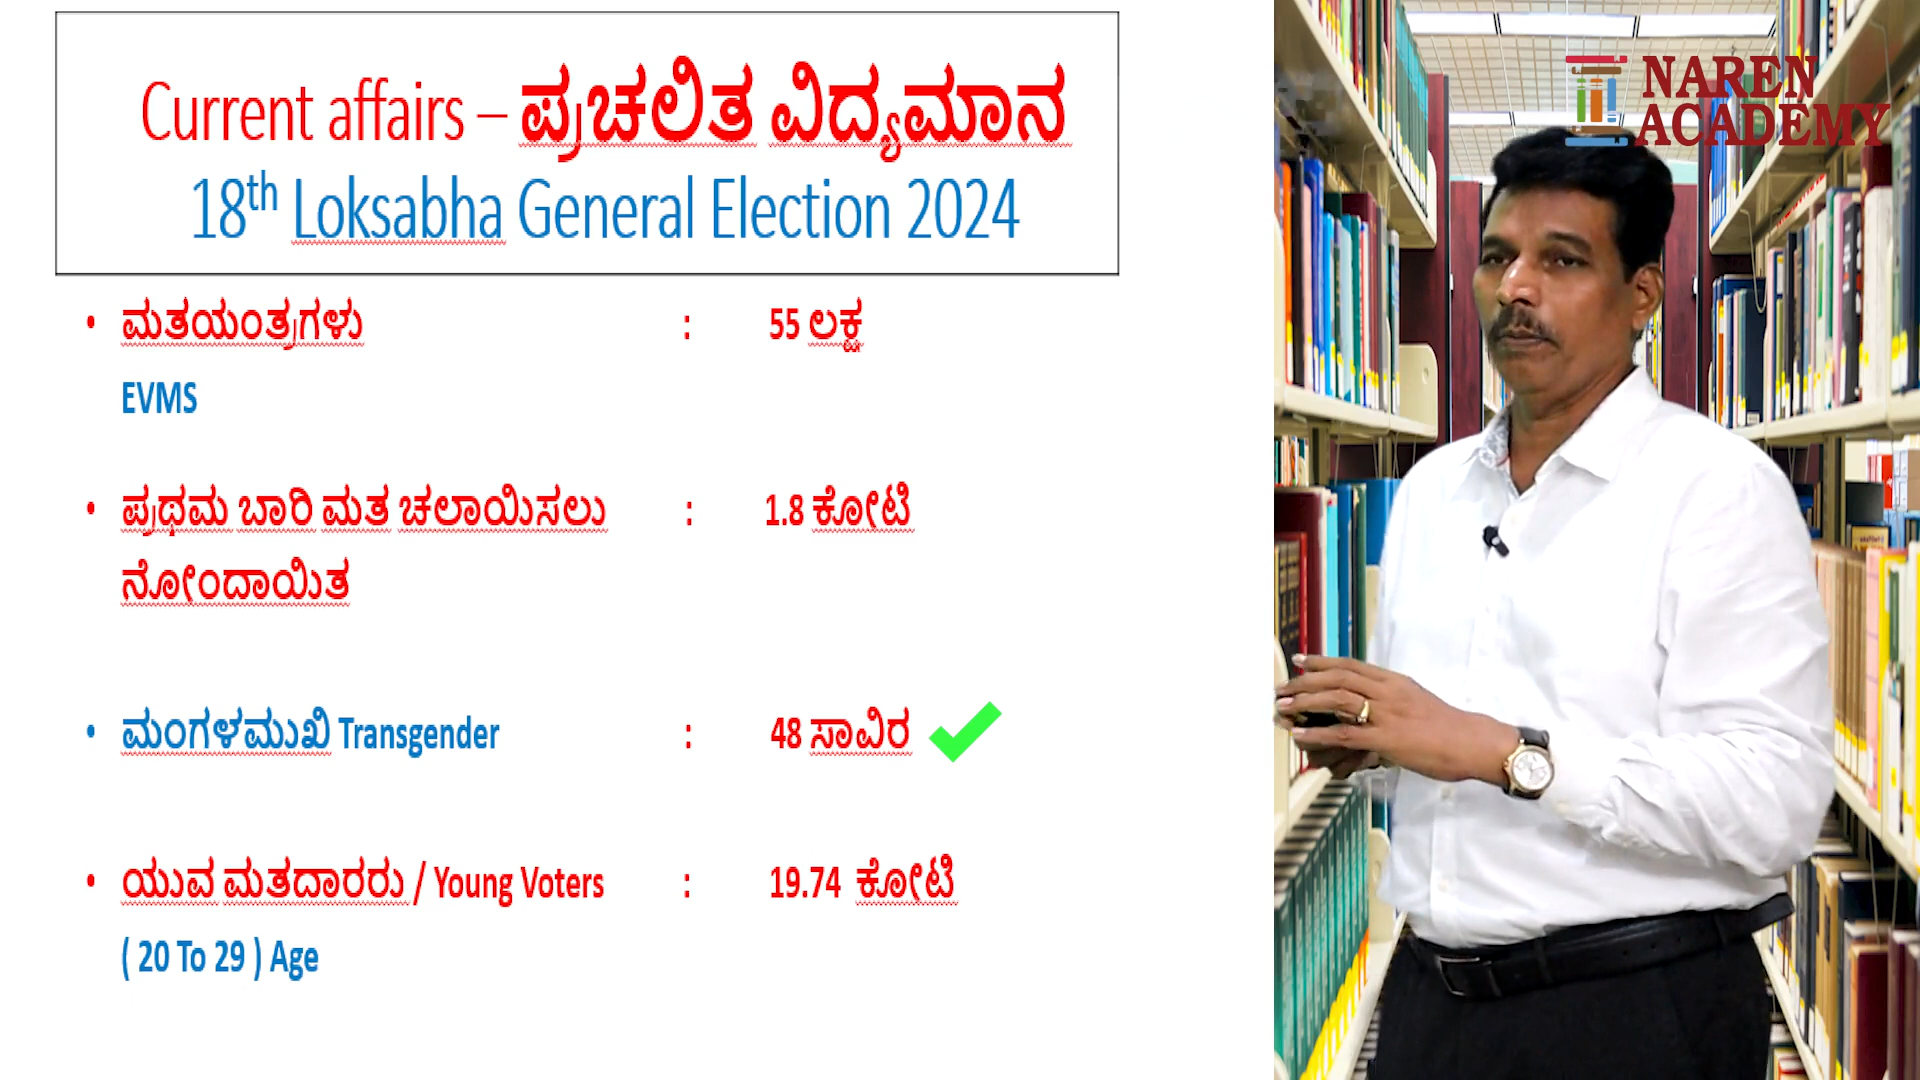 Current affairs – ಪ್ರಚಲಿತ ವಿದ್ಯಮಾನ
18th Loksabha General Election 2024
• ಮತಯಂತ್ರಗಳು : 55 ಲಕ್ಷ
EVMS
• ಪ್ರಥಮ ಬಾರಿ ಮತ ಚಲಾಯಿಸಲು : 1.8 ಕೋಟಿ
ನೋಂದಾಯಿತ
• ಮಂಗಳಮುಖಿ Transgender : 48 ಸಾವಿರ
• ಯುವ ಮತದಾರರು / Young Voters : 19.74 ಕೋಟಿ
( 20 To 29 ) Age
NAREN
ACADEMY